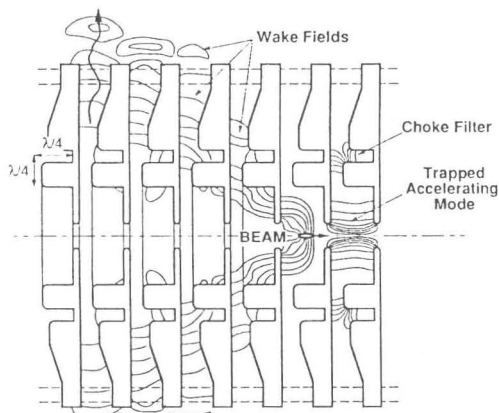 Wake Fields
λ/4
λ/4
Choke Filter
Trapped
Accelerating
Mode
BEAM